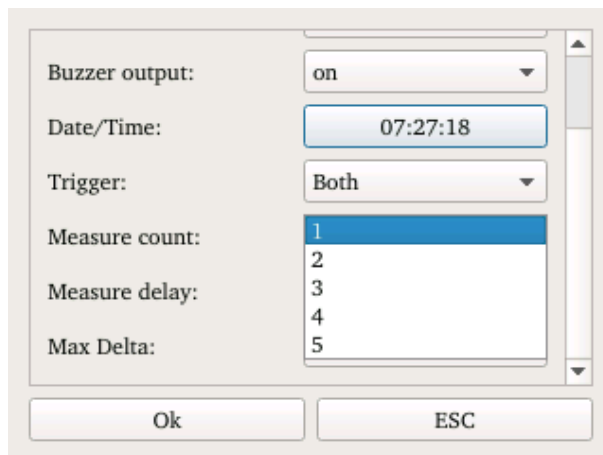 Buzzer output: on
Date/Time: 07:27:18
Trigger: Both
Measure count: 1
2
Measure delay: 3
4
Max Delta: 5
Ok ESC